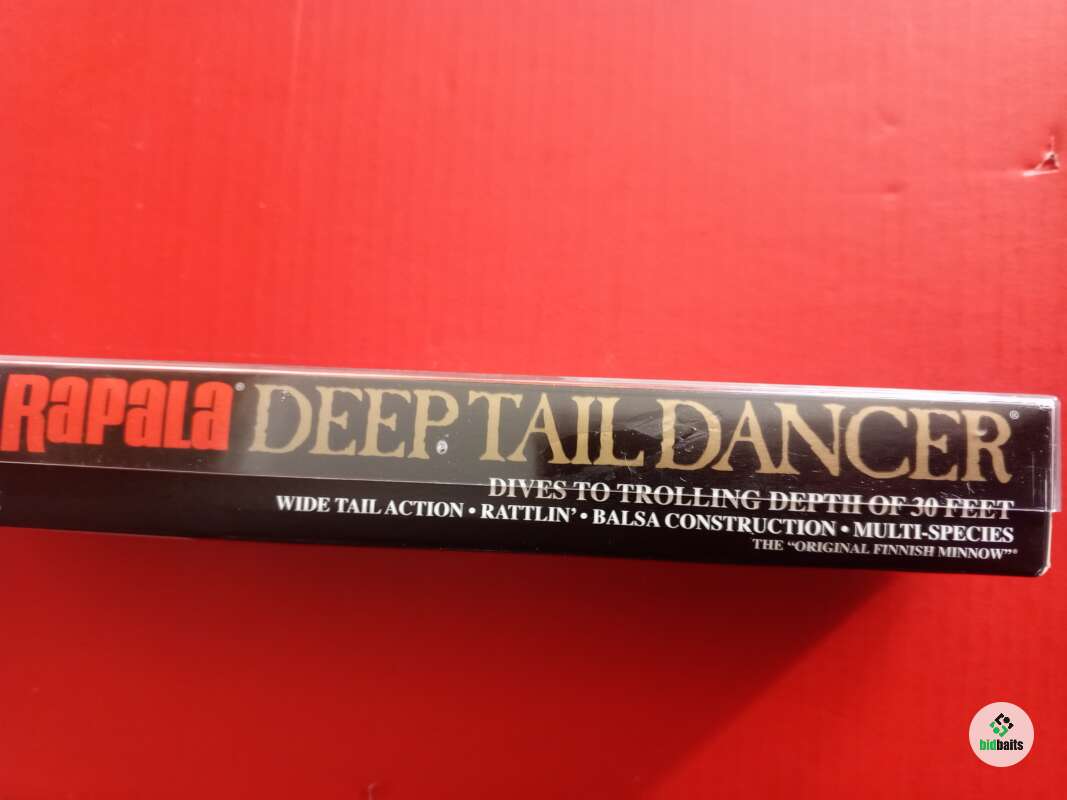 Rapala® DEEP TAIL DANCER®
DIVES TO TROLLING DEPTH OF 30 FEET
WIDE TAIL ACTION • RATTLIN' • BALSA CONSTRUCTION • MULTI-SPECIES
THE "ORIGINAL FINNISH MINNOW"®
bidbaits